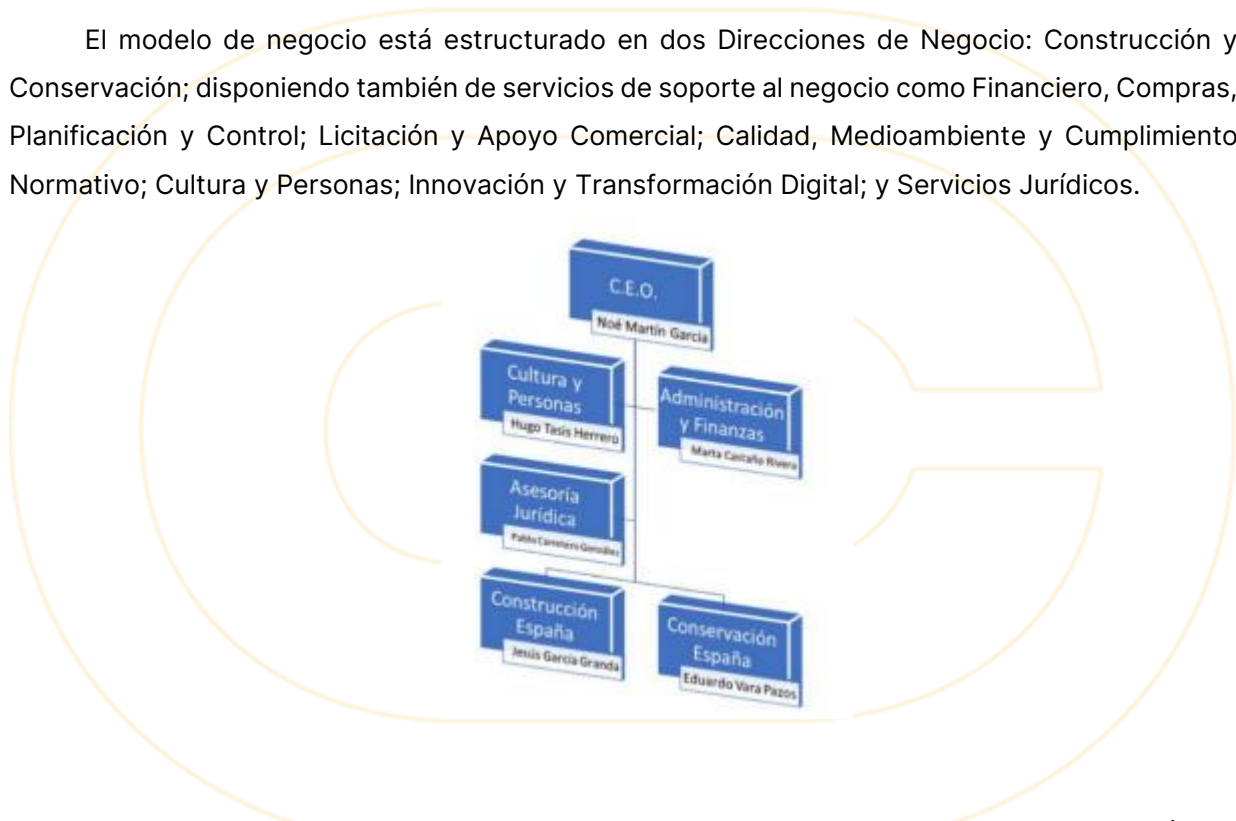 El modelo de negocio está estructurado en dos Direcciones de Negocio: Construcción y
Conservación; disponiendo también de servicios de soporte al negocio como Financiero, Compras,
Planificación y Control; Licitación y Apoyo Comercial; Calidad, Medioambiente y Cumplimiento
Normativo; Cultura y Personas; Innovación y Transformación Digital; y Servicios Jurídicos.
C.E.O.
Noé Martín García
Cultura y
Personas
Hugo Tasis Herrero
Administración
y Finanzas
Marta Castaño Rivera
Asesoría
Jurídica
Pablo Carretero González
Construcción
España
Jesús García Granda
Conservación
España
Eduardo Vara Pazos